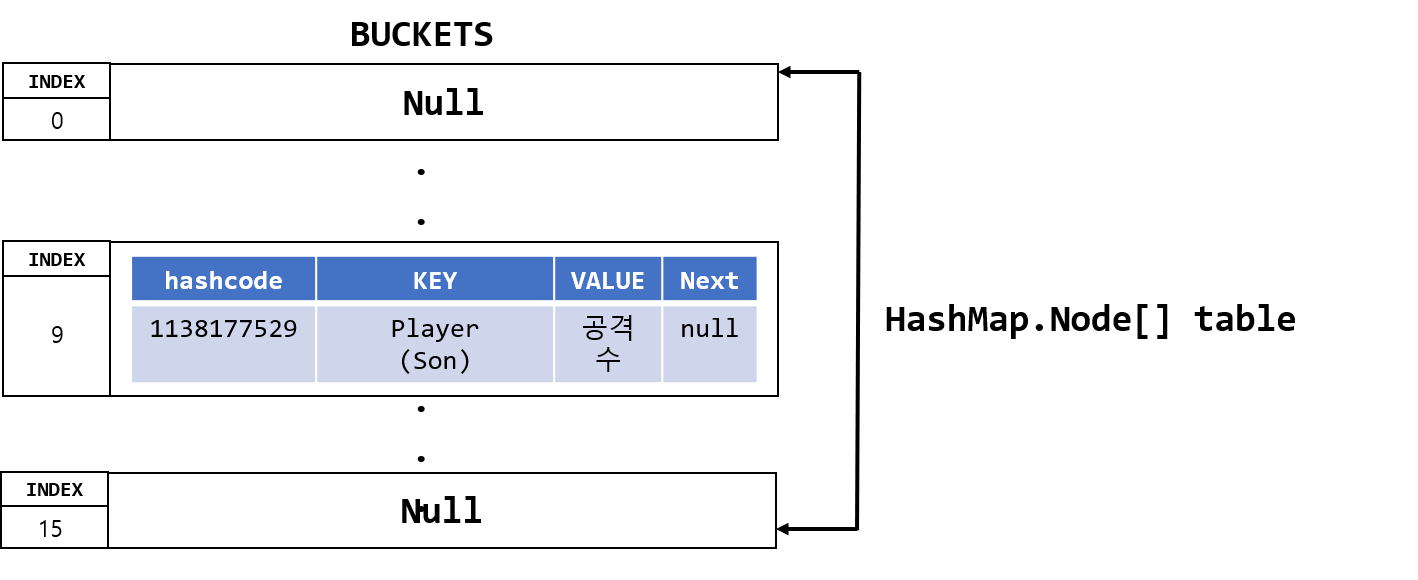 BUCKETS
INDEX
0
Null
INDEX
9
hashcode KEY VALUE Next
1138177529 Player 공격 null
(Son) 수
HashMap.Node[] table
INDEX
15
Null